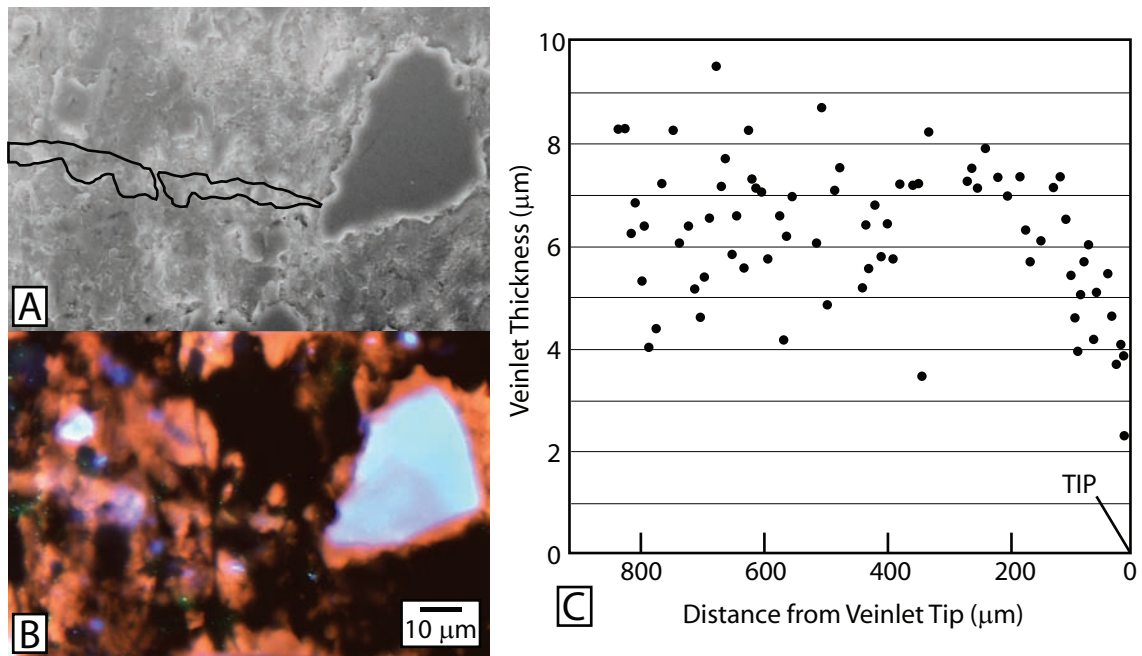 A
B
10 μm
C
Veinlet Thickness (μm)
10
8
6
4
2
0
TIP
800
600
400
200
0
Distance from Veinlet Tip (μm)